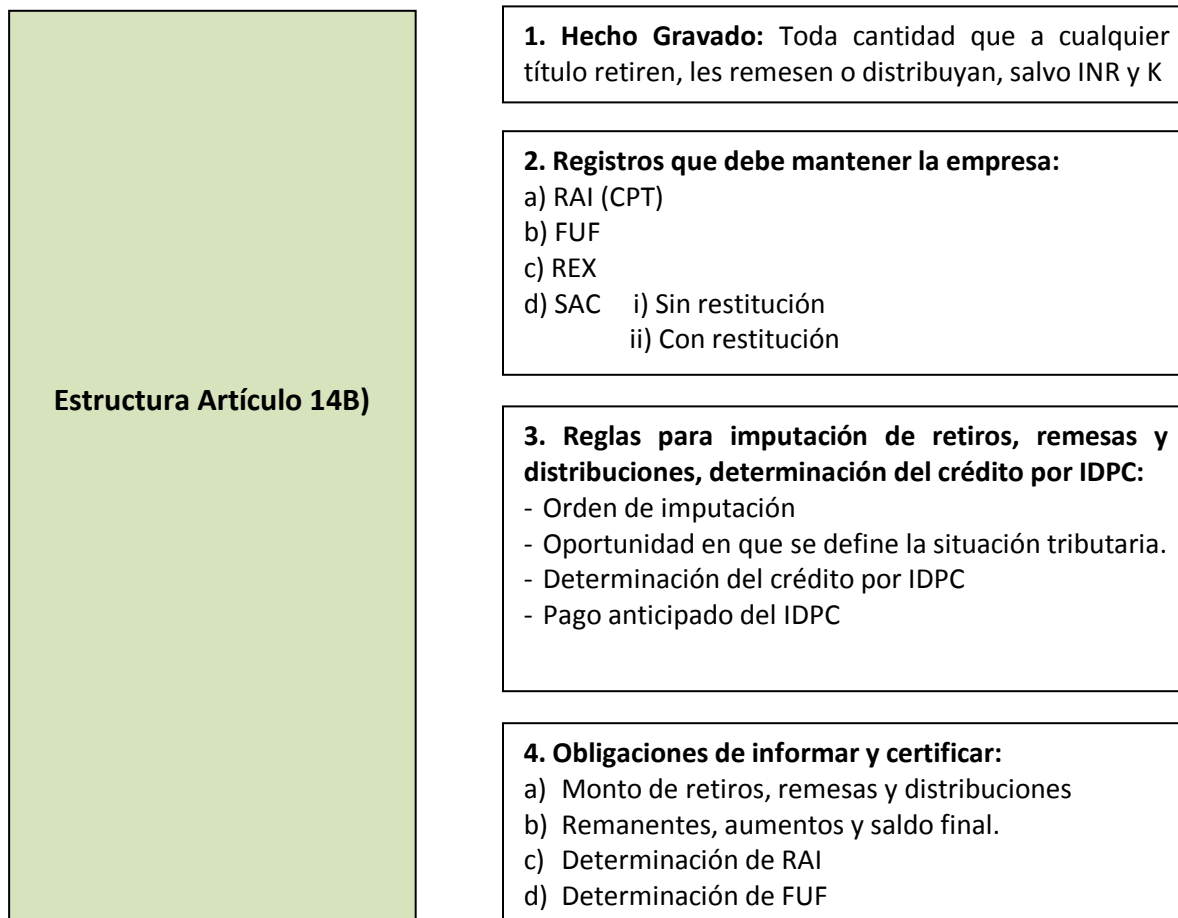 Estructura Artículo 14B)
1. Hecho Gravado: Toda cantidad que a cualquier
título retiren, les remesen o distribuyan, salvo INR y K
2. Registros que debe mantener la empresa:
a) RAI (CPT)
b) FUF
c) REX
d) SAC i) Sin restitución
ii) Con restitución
3. Reglas para imputación de retiros, remesas y
distribuciones, determinación del crédito por IDPC:
- Orden de imputación
- Oportunidad en que se define la situación tributaria.
- Determinación del crédito por IDPC
- Pago anticipado del IDPC
4. Obligaciones de informar y certificar:
a) Monto de retiros, remesas y distribuciones
b) Remanentes, aumentos y saldo final.
c) Determinación de RAI
d) Determinación de FUF